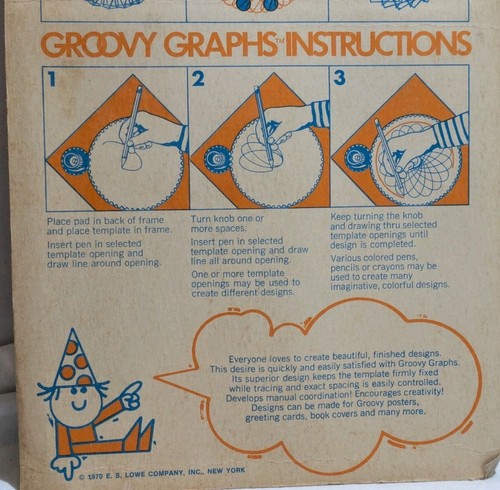 GROOVY GRAPHS™ INSTRUCTIONS
1
Place pad in back of frame
and place template in frame.
Insert pen in selected
template opening and
draw line around opening.
2
Turn knob one or
more spaces.
Insert pen in selected
template opening and draw
line all around opening.
One or more template
openings may be used to
create different designs.
3
Keep turning the knob
and drawing thru selected
template openings until
design is completed.
Various colored pens,
pencils or crayons may be
used to create many
imaginative, colorful designs.
Everyone loves to create beautiful, finished designs.
This desire is quickly and easily satisfied with Groovy Graphs.
Its superior design keeps the template firmly fixed
while tracing and exact spacing is easily controlled.
Develops manual coordination! Encourages creativity!
Designs can be made for Groovy posters,
greeting cards, book covers and many more.
© 1970 E. S. LOWE COMPANY, INC., NEW YORK